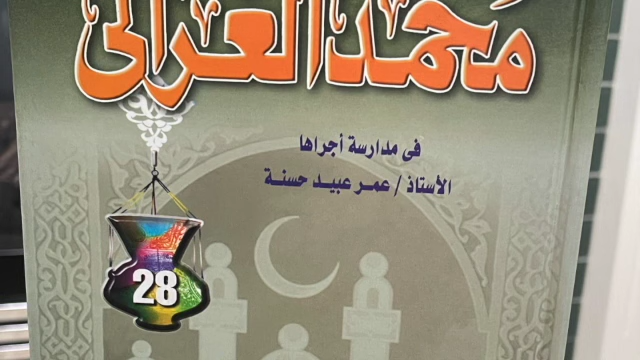 محمد الغزالى
فى مدارسة أجراها
الأستاذ / عمر عبيد حسنة
28